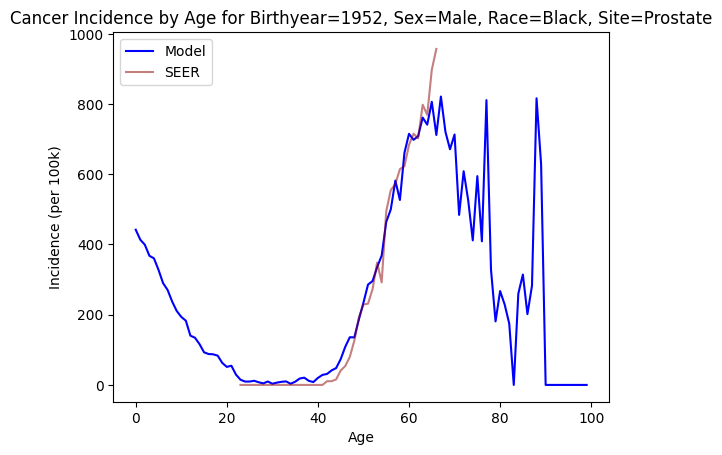 Cancer Incidence by Age for Birthyear=1952, Sex=Male, Race=Black, Site=Prostate
Model
SEER
Incidence (per 100k)
1000
800
600
400
200
0
0 20 40 60 80 100
Age